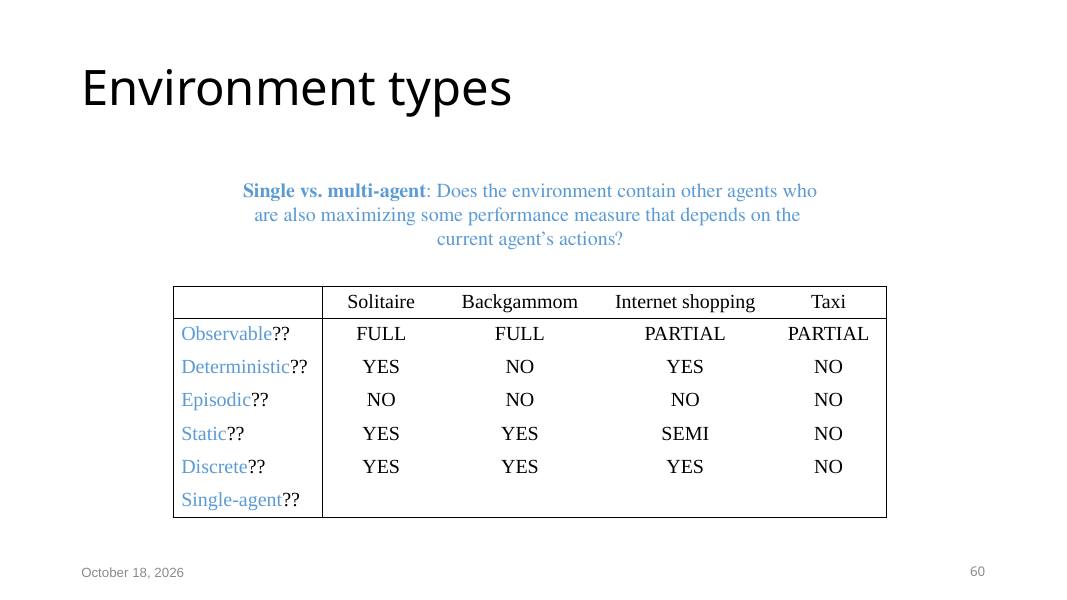 Environment types
Single vs. multi-agent: Does the environment contain other agents who
are also maximizing some performance measure that depends on the
current agent’s actions?
Solitaire Backgammom Internet shopping Taxi
Observable?? FULL FULL PARTIAL PARTIAL
Deterministic?? YES NO YES NO
Episodic?? NO NO NO NO
Static?? YES YES SEMI NO
Discrete?? YES YES YES NO
Single-agent??
October 18, 2026 60